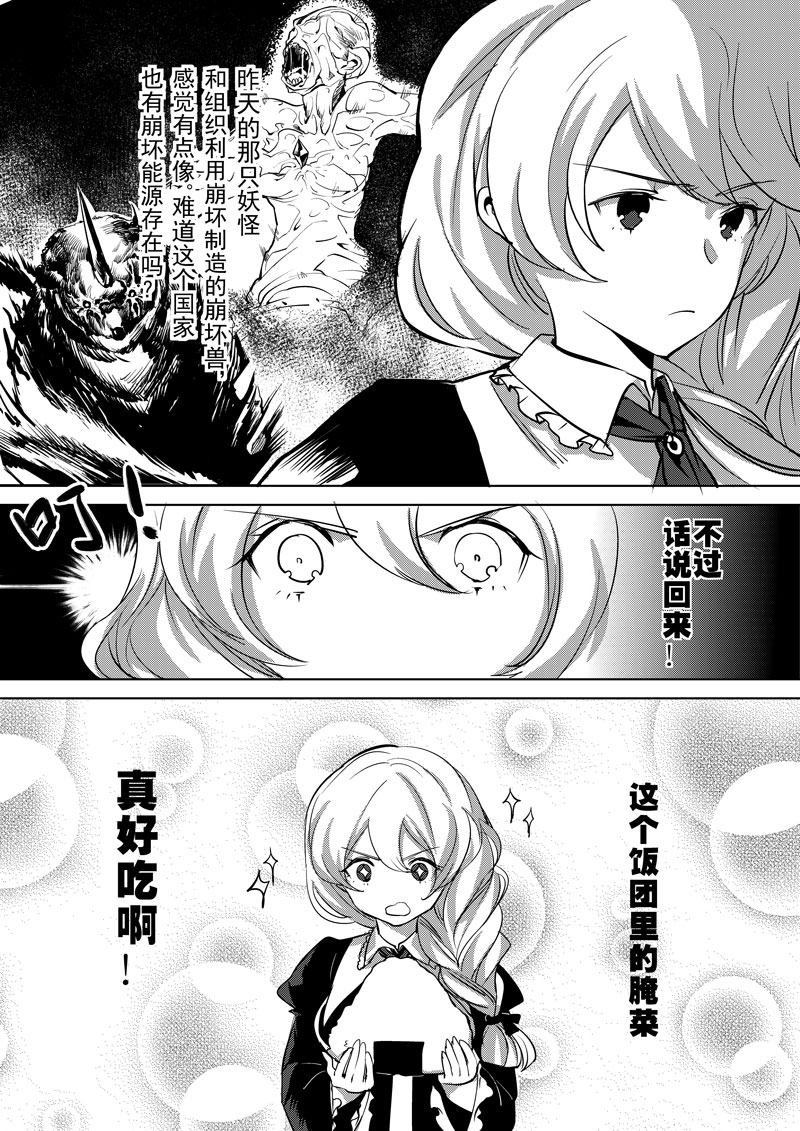 昨天的那只妖怪
和组织利用崩坏制造的崩坏兽，
感觉有点像。难道这个国家
也有崩坏能源存在吗？
叮！
不过
话说回来！
这个饭团里的腌菜
真好吃啊！